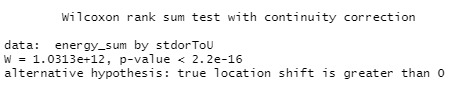 Wilcoxon rank sum test with continuity correction
data:  energy_sum by stdorToU
W = 1.0313e+12, p-value < 2.2e-16
alternative hypothesis: true location shift is greater than 0